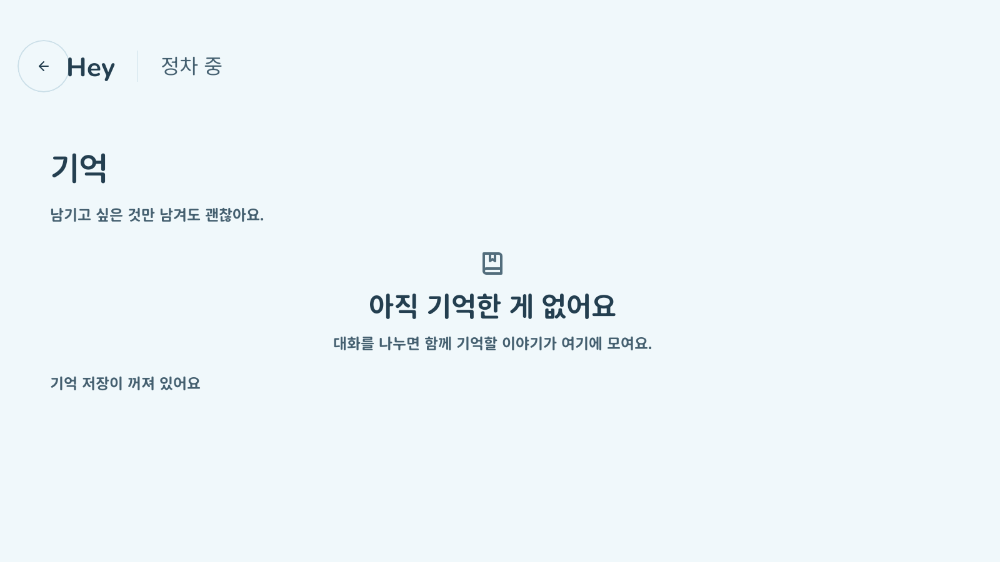 Hey
정차 중
기억
남기고 싶은 것만 남겨도 괜찮아요.
아직 기억한 게 없어요
대화를 나누면 함께 기억할 이야기가 여기에 모여요.
기억 저장이 꺼져 있어요